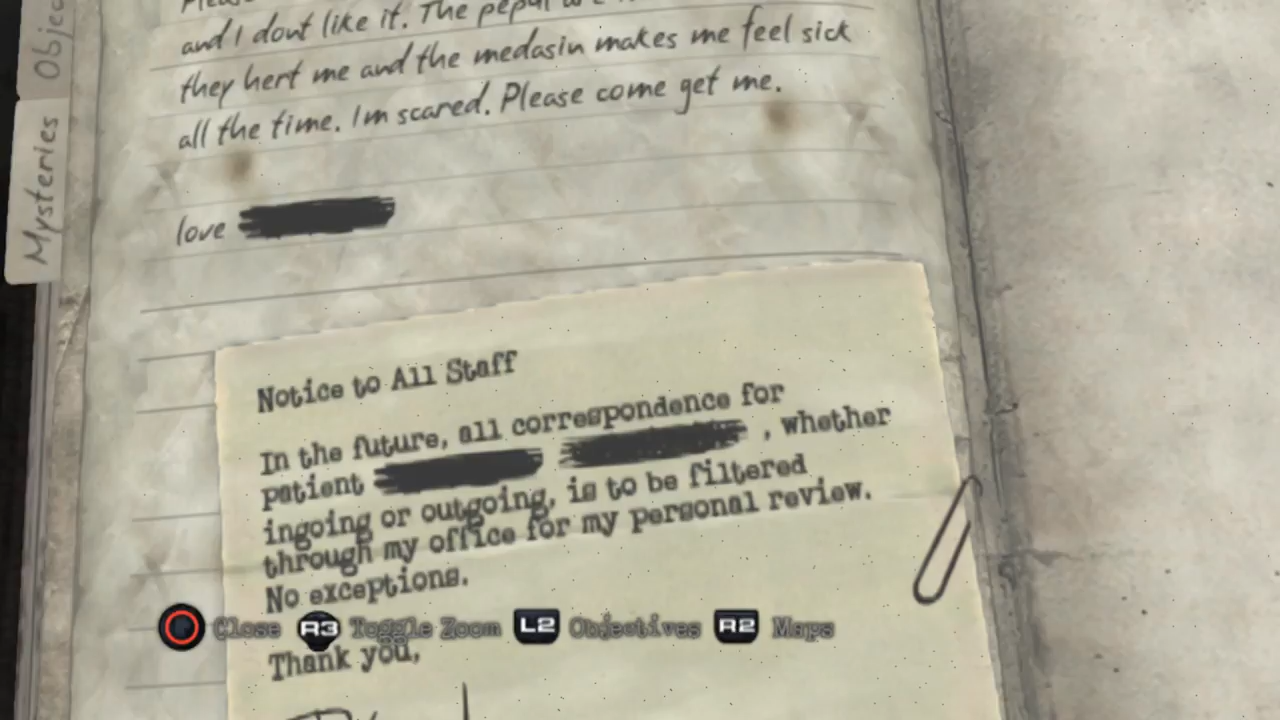 Please
and I dont like it. The pepul are
they hert me and the medasin makes me feel sick
all the time. Im scared. Please come get me.
love
Objec
Mysteries
Notice to All Staff
In the future, all correspondence for
patient , whether
ingoing or outgoing, is to be filtered
through my office for my personal review.
No exceptions.
Close R3 Toggle Zoom L2 Objectives R2 Maps
Thank you,